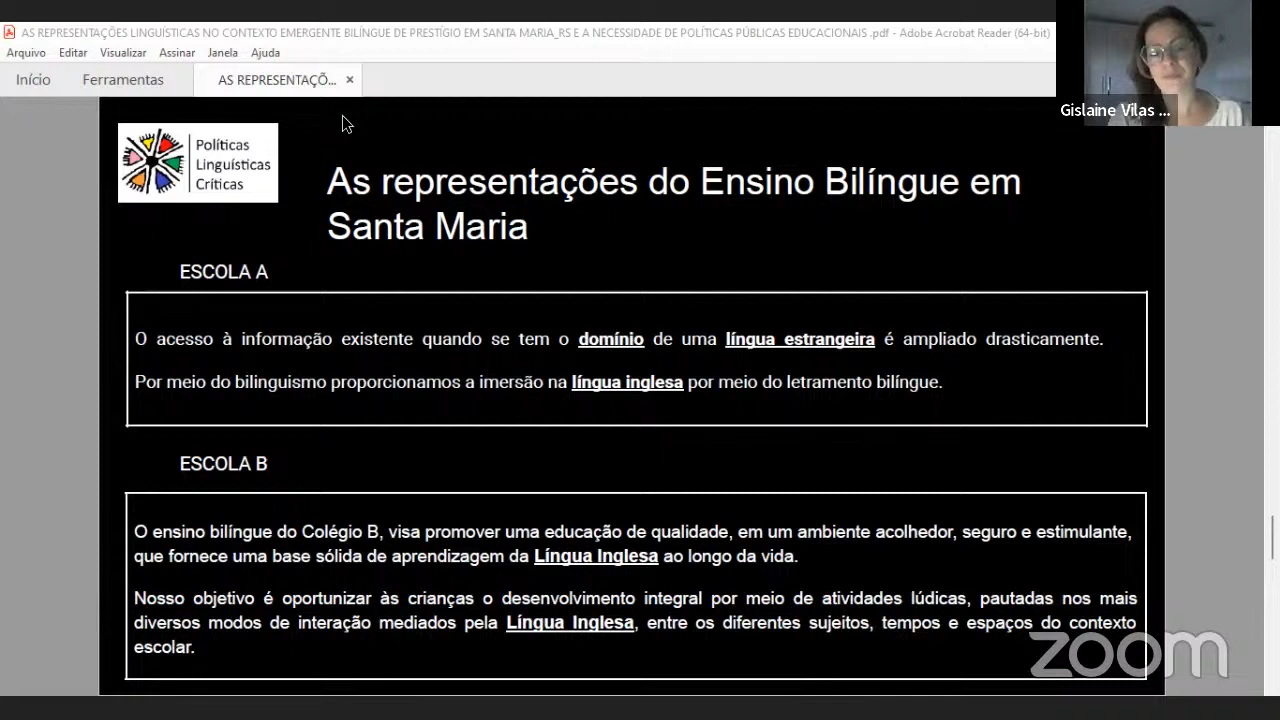 AS REPRESENTAÇÕES LINGUÍSTICAS NO CONTEXTO EMERGENTE BILÍNGUE DE PRESTÍGIO EM SANTA MARIA_RS E A NECESSIDADE DE POLÍTICAS PÚBLICAS EDUCACIONAIS .pdf - Adobe Acrobat Reader (64-bit)
Arquivo Editar Visualizar Assinar Janela Ajuda
Início Ferramentas AS REPRESENTAÇÕ... ×
Gislaine Vilas ...
Políticas
Linguísticas
Críticas
As representações do Ensino Bilíngue em
Santa Maria
ESCOLA A
O acesso à informação existente quando se tem o domínio de uma língua estrangeira é ampliado drasticamente.
Por meio do bilinguismo proporcionamos a imersão na língua inglesa por meio do letramento bilíngue.
ESCOLA B
O ensino bilíngue do Colégio B, visa promover uma educação de qualidade, em um ambiente acolhedor, seguro e estimulante,
que fornece uma base sólida de aprendizagem da Língua Inglesa ao longo da vida.
Nosso objetivo é oportunizar às crianças o desenvolvimento integral por meio de atividades lúdicas, pautadas nos mais
diversos modos de interação mediados pela Língua Inglesa, entre os diferentes sujeitos, tempos e espaços do contexto
escolar.
zoom